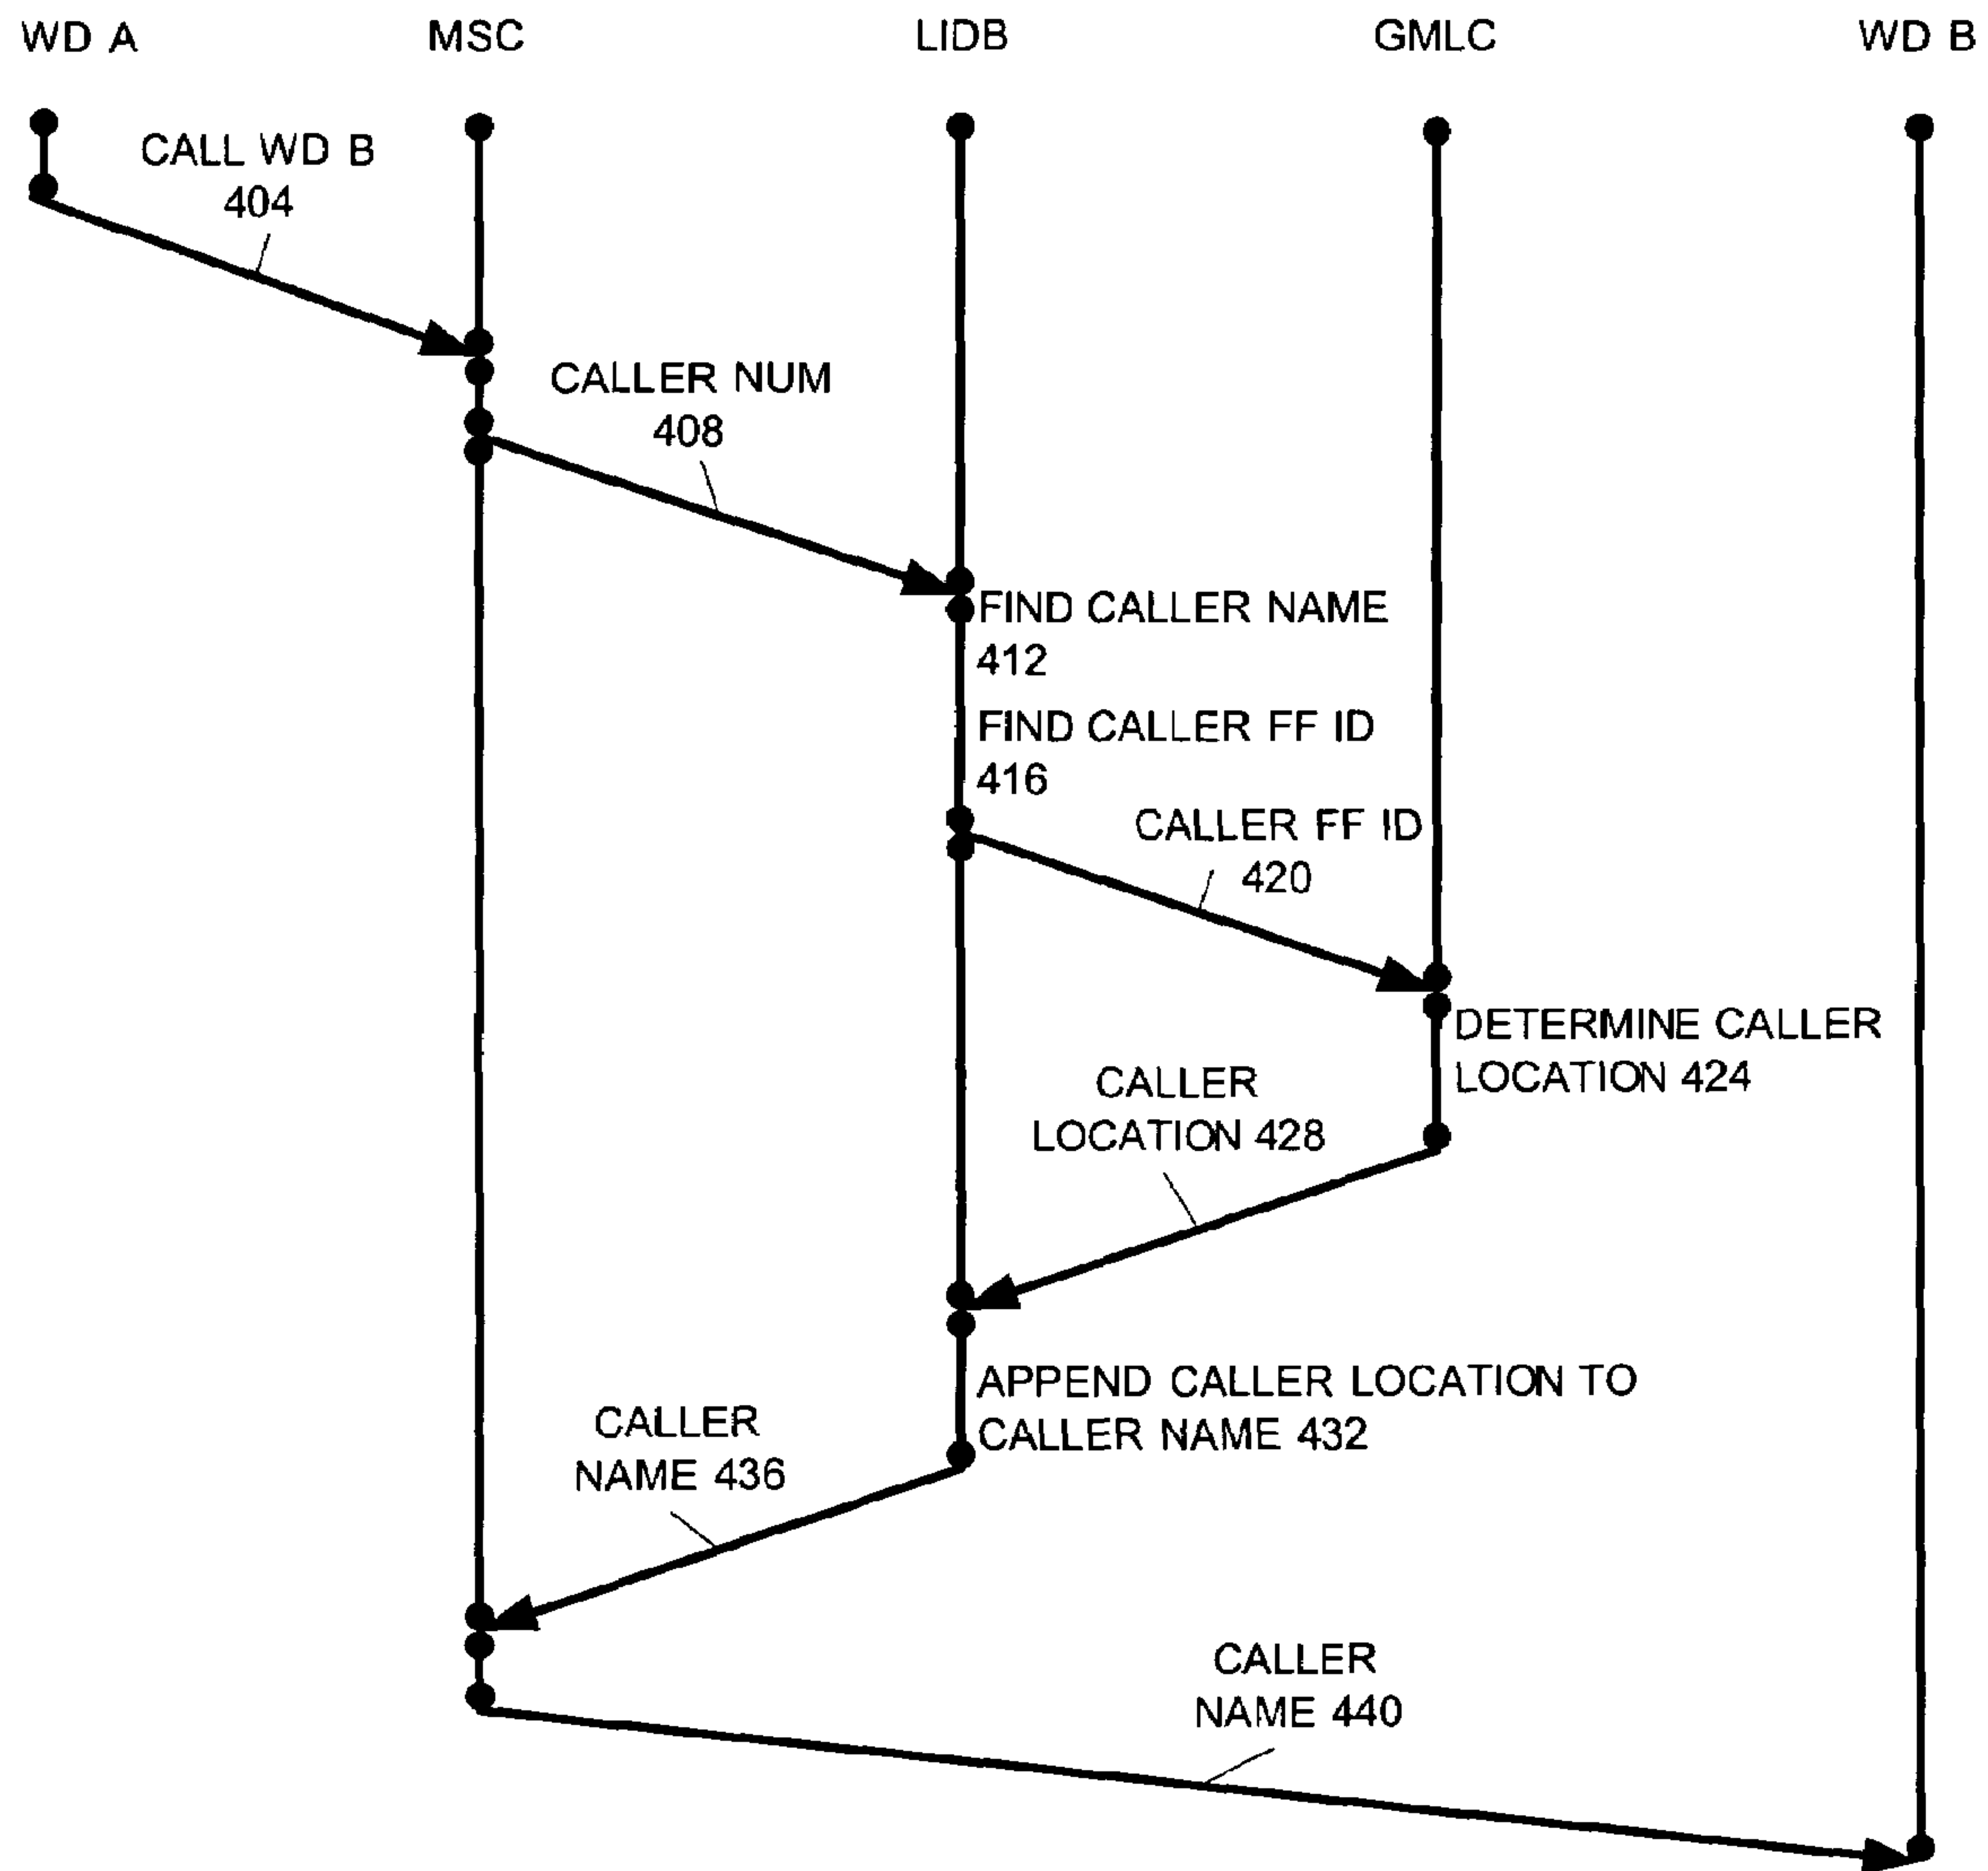 WD A
MSC
LIDB
GMLC
WD B
CALL WD B
404
CALLER NUM
408
FIND CALLER NAME
412
FIND CALLER FF ID
416
CALLER FF ID
420
DETERMINE CALLER
LOCATION 424
CALLER
LOCATION 428
APPEND CALLER LOCATION TO
CALLER NAME 432
CALLER
NAME 436
CALLER
NAME 440